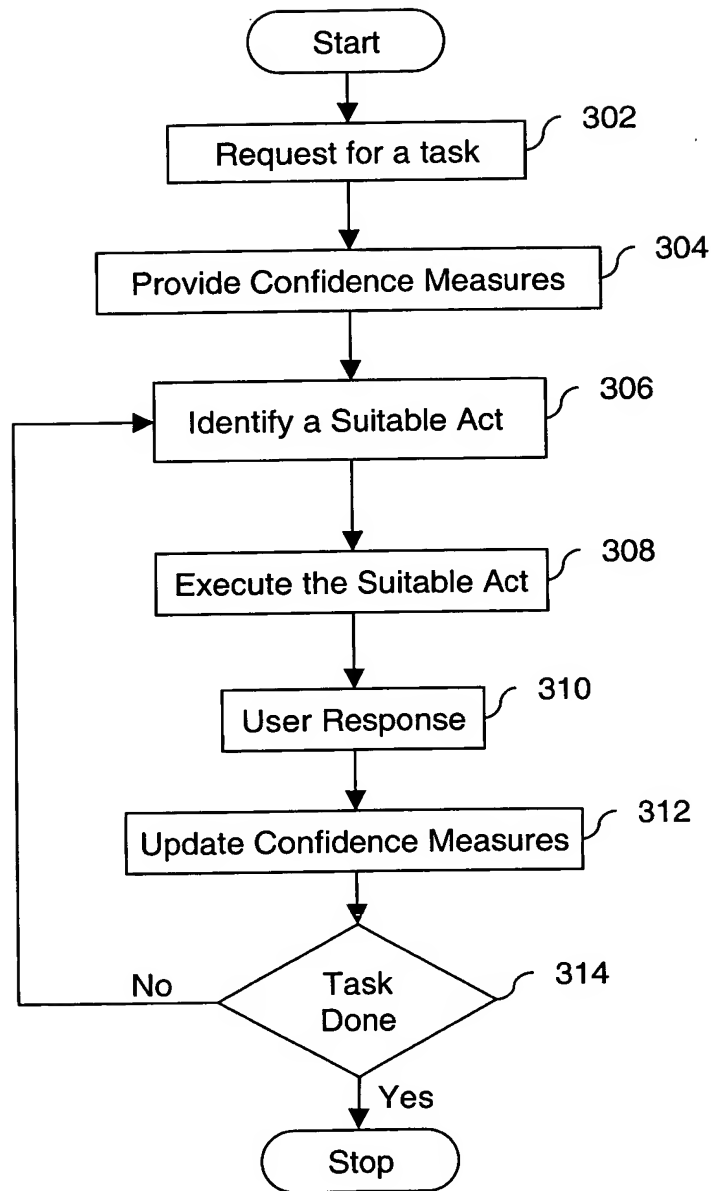 Start
Request for a task
302
Provide Confidence Measures
304
Identify a Suitable Act
306
Execute the Suitable Act
308
User Response
310
Update Confidence Measures
312
Task
Done
314
No
Yes
Stop